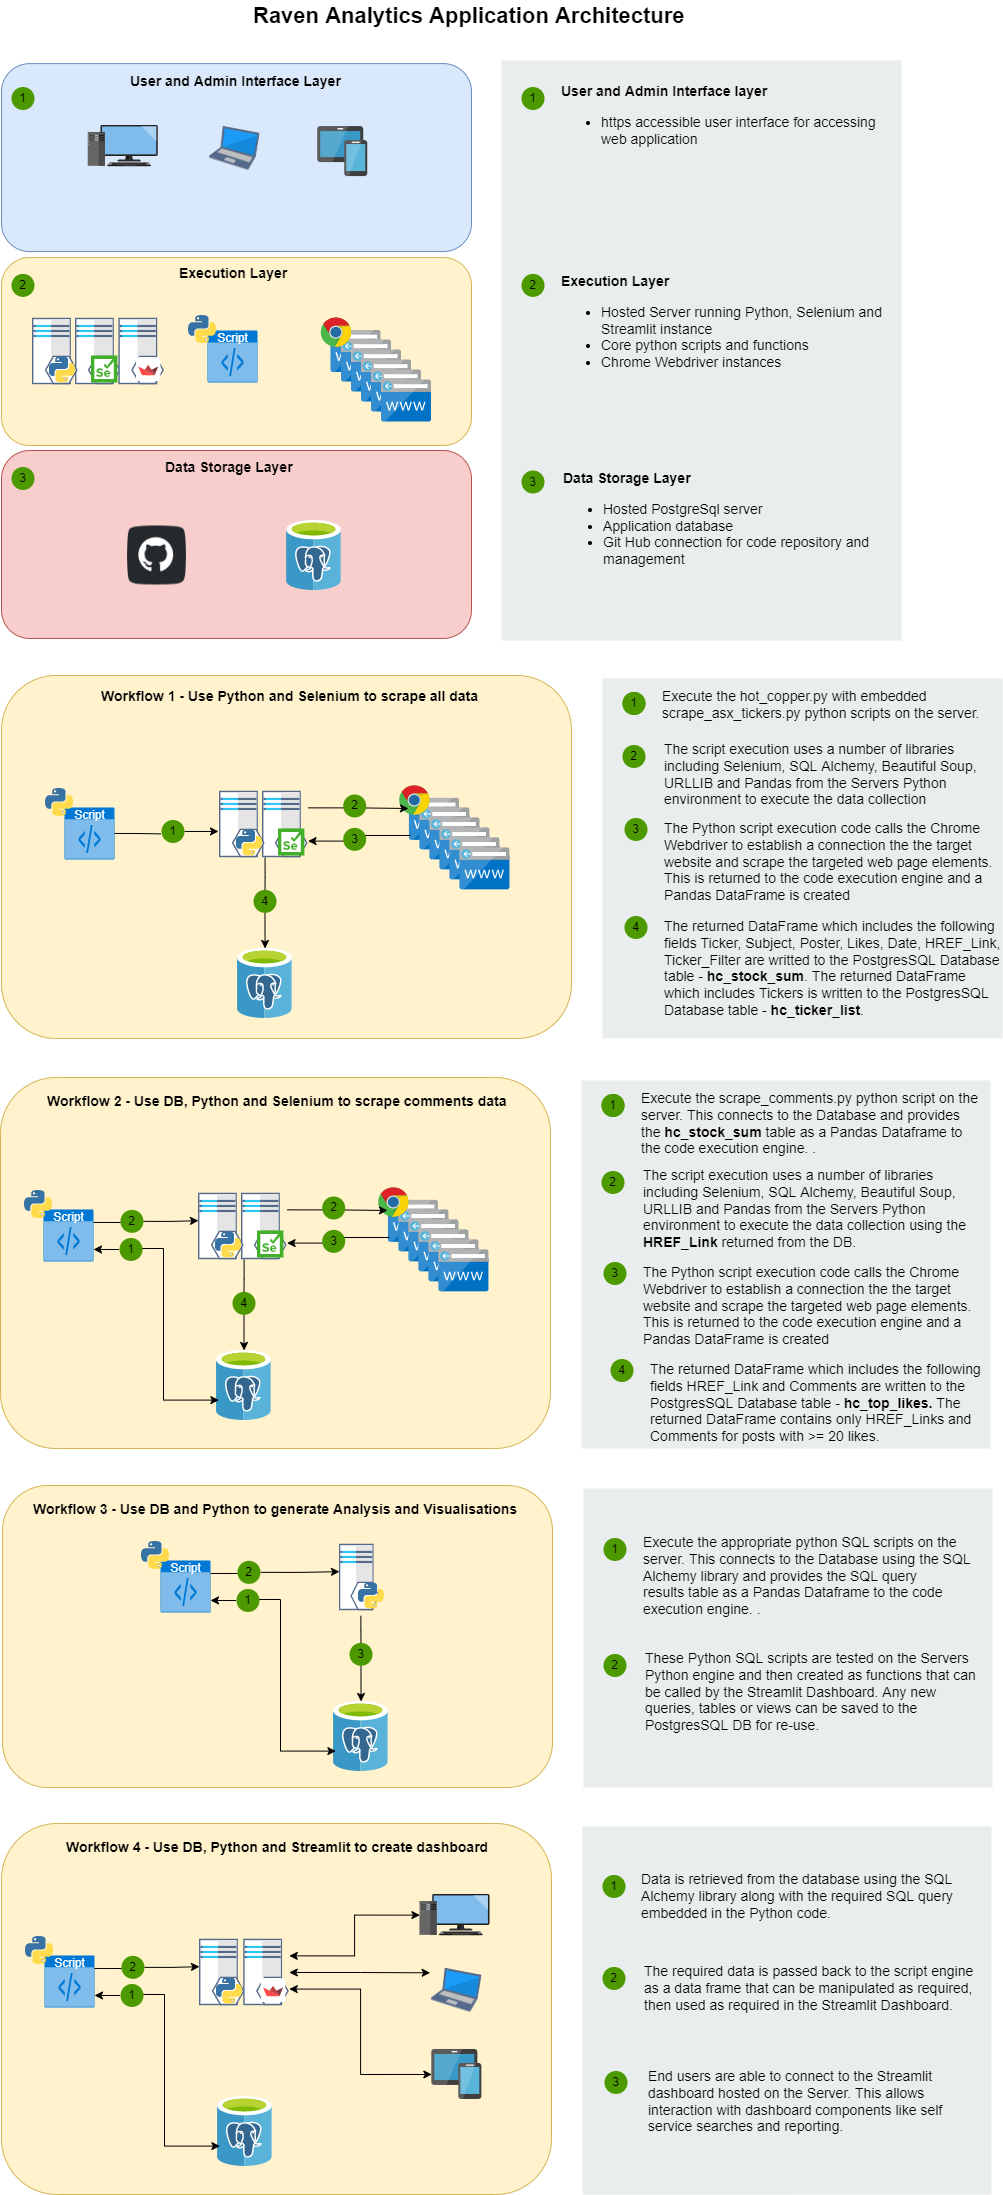 Raven Analytics Application Architecture
User and Admin Interface Layer
1
1
User and Admin Interface layer
• https accessible user interface for accessing
web application
Execution Layer
2
Script
WWW
2
Execution Layer
• Hosted Server running Python, Selenium and
Streamlit instance
• Core python scripts and functions
• Chrome Webdriver instances
Data Storage Layer
3
3
Data Storage Layer
• Hosted PostgreSql server
• Application database
• Git Hub connection for code repository and
management
Workflow 1 - Use Python and Selenium to scrape all data
Script
1
2
3
4
Se
WWW
1
Execute the hot_copper.py with embedded
scrape_asx_tickers.py python scripts on the server.
2
The script execution uses a number of libraries
including Selenium, SQL Alchemy, Beautiful Soup,
URLLIB and Pandas from the Servers Python
environment to execute the data collection
3
The Python script execution code calls the Chrome
Webdriver to establish a connection the the target
website and scrape the targeted web page elements.
This is returned to the code execution engine and a
Pandas DataFrame is created
4
The returned DataFrame which includes the following
fields Ticker, Subject, Poster, Likes, Date, HREF_Link,
Ticker_Filter are writted to the PostgresSQL Database
table - hc_stock_sum. The returned DataFrame
which includes Tickers is written to the PostgresSQL
Database table - hc_ticker_list.
Workflow 2 - Use DB, Python and Selenium to scrape comments data
Script
2
1
2
3
4
Se
WWW
1
Execute the scrape_comments.py python script on the
server. This connects to the Database and provides
the hc_stock_sum table as a Pandas Dataframe to
the code execution engine. .
2
The script execution uses a number of libraries
including Selenium, SQL Alchemy, Beautiful Soup,
URLLIB and Pandas from the Servers Python
environment to execute the data collection using the
HREF_Link returned from the DB.
3
The Python script execution code calls the Chrome
Webdriver to establish a connection the the target
website and scrape the targeted web page elements.
This is returned to the code execution engine and a
Pandas DataFrame is created
4
The returned DataFrame which includes the following
fields HREF_Link and Comments are written to the
PostgresSQL Database table - hc_top_likes. The
returned DataFrame contains only HREF_Links and
Comments for posts with >= 20 likes.
Workflow 3 - Use DB and Python to generate Analysis and Visualisations
Script
2
1
3
1
Execute the appropriate python SQL scripts on the
server. This connects to the Database using the SQL
Alchemy library and provides the SQL query
results table as a Pandas Dataframe to the code
execution engine. .
2
These Python SQL scripts are tested on the Servers
Python engine and then created as functions that can
be called by the Streamlit Dashboard. Any new
queries, tables or views can be saved to the
PostgresSQL DB for re-use.
Workflow 4 - Use DB, Python and Streamlit to create dashboard
Script
2
1
1
Data is retrieved from the database using the SQL
Alchemy library along with the required SQL query
embedded in the Python code.
2
The required data is passed back to the script engine
as a data frame that can be manipulated as required,
then used as required in the Streamlit Dashboard.
3
End users are able to connect to the Streamlit
dashboard hosted on the Server. This allows
interaction with dashboard components like self
service searches and reporting.